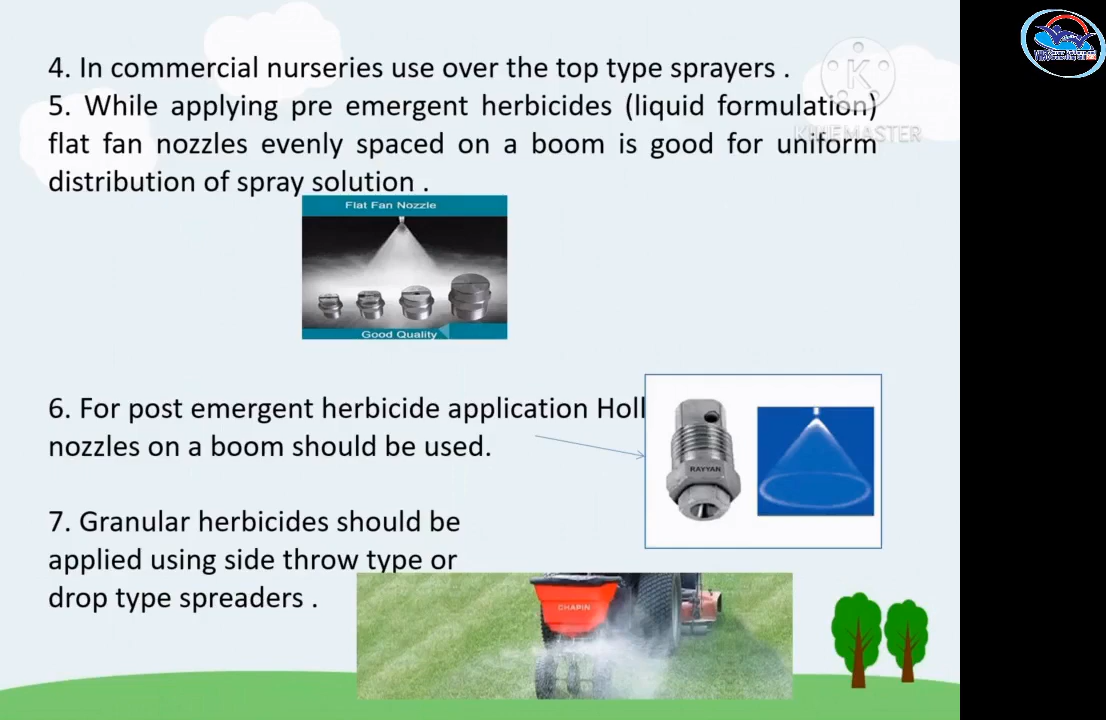 4. In commercial nurseries use over the top type sprayers .
5. While applying pre emergent herbicides (liquid formulation)
flat fan nozzles evenly spaced on a boom is good for uniform
distribution of spray solution .
KINEMASTER
Flat Fan Nozzle
Good Quality
6. For post emergent herbicide application Holl
nozzles on a boom should be used.
RAYYAN
7. Granular herbicides should be
applied using side throw type or
drop type spreaders .
CHAPIN